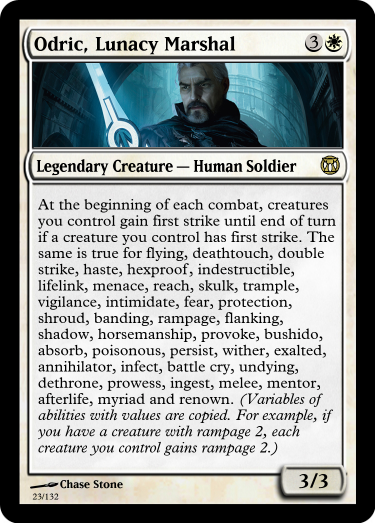 Odric, Lunacy Marshal 3
Legendary Creature — Human Soldier
At the beginning of each combat, creatures
you control gain first strike until end of turn
if a creature you control has first strike. The
same is true for flying, deathtouch, double
strike, haste, hexproof, indestructible,
lifelink, menace, reach, skulk, trample,
vigilance, intimidate, fear, protection,
shroud, banding, rampage, flanking,
shadow, horsemanship, provoke, bushido,
absorb, poisonous, persist, wither, exalted,
annihilator, infect, battle cry, undying,
dethrone, prowess, ingest, melee, mentor,
afterlife, myriad and renown. (Variables of
abilities with values are copied. For example, if
you have a creature with rampage 2, each
creature you control gains rampage 2.)
3/3
Chase Stone
23/132